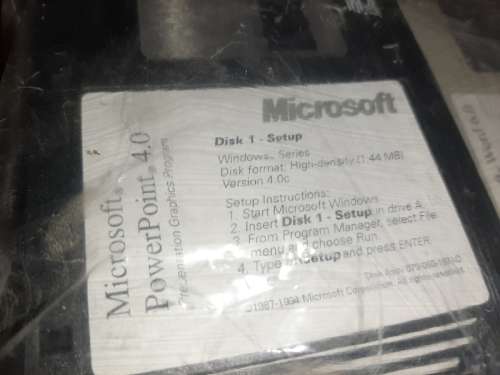 Microsoft®
PowerPoint® 4.0
Presentation Graphics Program
Microsoft
Disk 1 - Setup
Windows™ Series
Disk format: High-density (1.44 MB)
Version 4.0c
Setup Instructions:
1. Start Microsoft Windows.
2. Insert Disk 1 - Setup in drive A.
3. From Program Manager, select File
menu and choose Run.
4. Type a:\setup and press ENTER.
Disk Assy.
©1987-1994 Microsoft Corporation. All rights reserved.